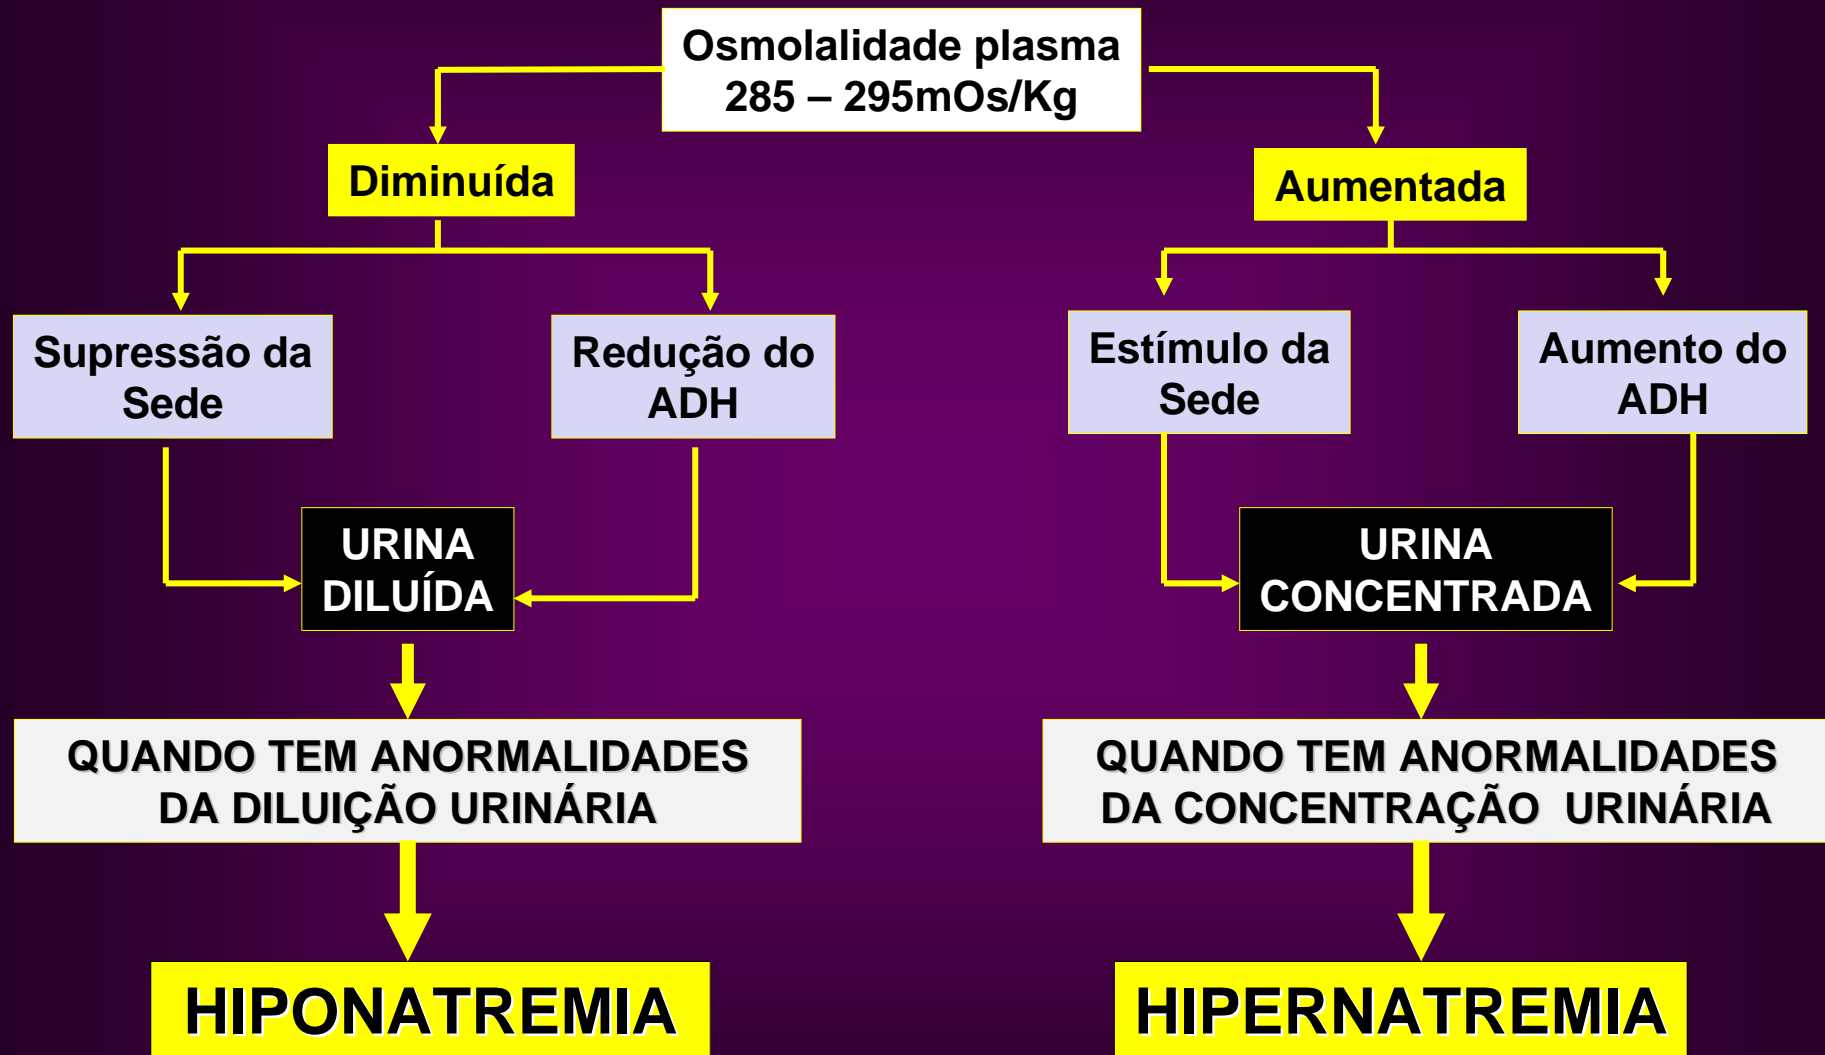 Osmolalidade plasma
285 – 295mOs/Kg
Diminuída
Aumentada
Supressão da
Sede
Redução do
ADH
Estímulo da
Sede
Aumento do
ADH
URINA
DILUÍDA
URINA
CONCENTRADA
QUANDO TEM ANORMALIDADES
DA DILUIÇÃO URINÁRIA
QUANDO TEM ANORMALIDADES
DA CONCENTRAÇÃO  URINÁRIA
HIPONATREMIA
HIPERNATREMIA